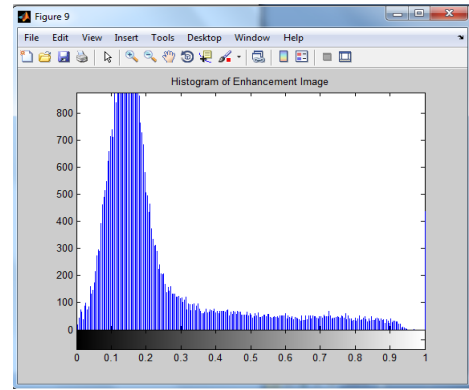 Figure 9
File Edit View Insert Tools Desktop Window Help
Histogram of Enhancement Image
800
700
600
500
400
300
200
100
0
0 0.1 0.2 0.3 0.4 0.5 0.6 0.7 0.8 0.9 1